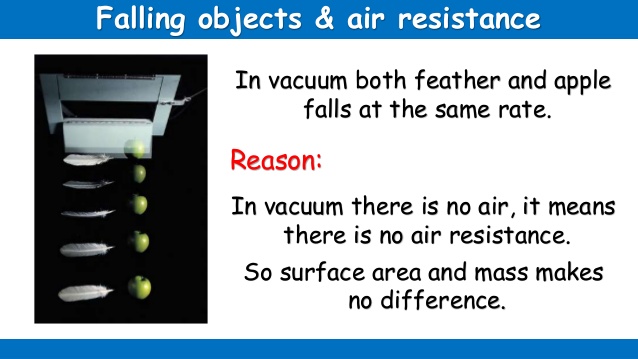 Falling objects & air resistance
In vacuum both feather and apple
falls at the same rate.
Reason:
In vacuum there is no air, it means
there is no air resistance.
So surface area and mass makes
no difference.